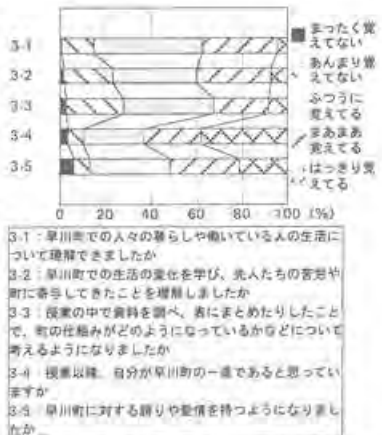 まったく覚
えてない
3-1
あんまり覚
えてない
3-2
ふつうに
覚えてる
3-3
まあまあ
覚えてる
3-4
はっきり覚
えてる
3-5
0 20 40 60 80 100 (%)
3-1：早川町での人々の暮らしや働いている人の生活に
ついて理解できましたか
3-2：早川町での生活の変化を学び、先人たちの苦労や
町に寄与してきたことを理解しましたか
3-3：授業の中で資料を調べ、表にまとめたりしたこと
で、町の仕組みがどのようになっているかなどについて
考えるようになりましたか
3-4：授業以降、自分が早川町の一員であると思ってい
ますか
3-5：早川町に対する誇りや愛情を持つようになりまし
たか